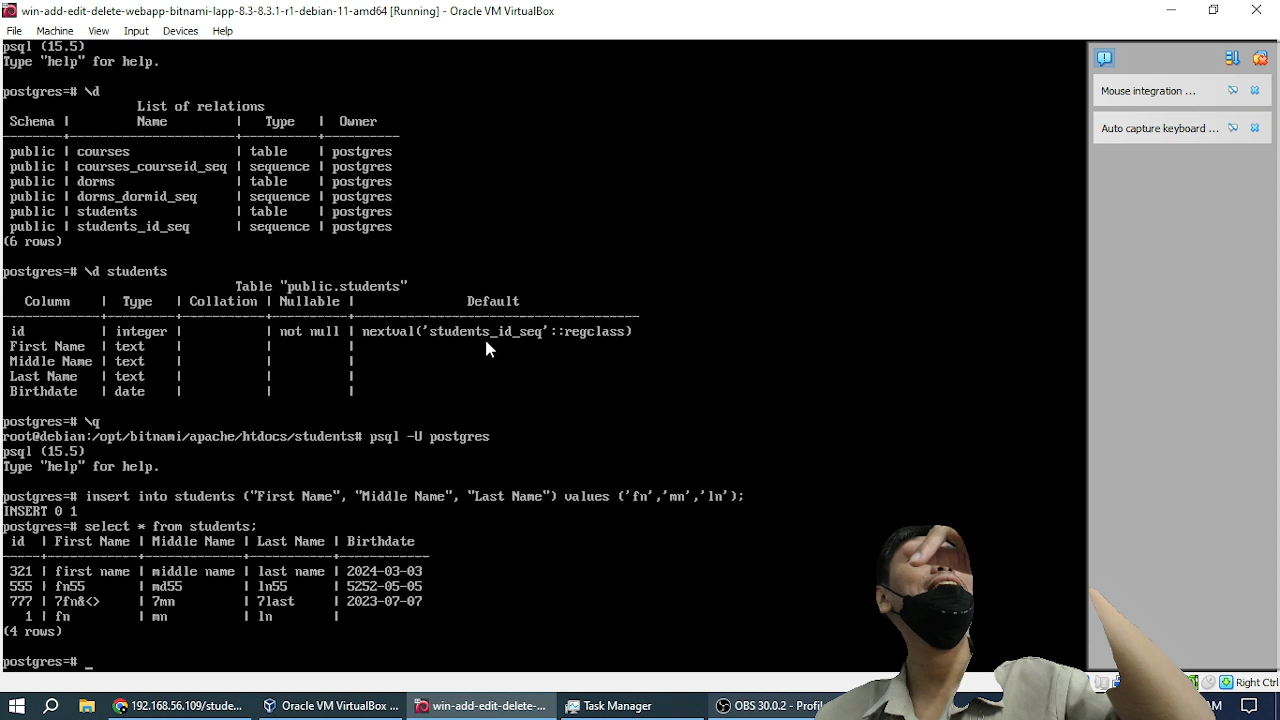 win-add-edit-delete-webapp-bitnami-lapp-8.3-8.3.1-r1-debian-11-amd64 [Running] - Oracle VM VirtualBox
File Machine View Input Devices Help
psql (15.5)
Type "help" for help.
postgres=# \d
List of relations
Schema | Name | Type | Owner
--------+----------------------+----------+----------
public | courses | table | postgres
public | courses_courseid_seq | sequence | postgres
public | dorms | table | postgres
public | dorms_dormid_seq | sequence | postgres
public | students | table | postgres
public | students_id_seq | sequence | postgres
(6 rows)
postgres=# \d students
Table "public.students"
Column | Type | Collation | Nullable | Default
-------------+---------+-----------+----------+--------------------------------------
id | integer | | not null | nextval('students_id_seq'::regclass)
First Name | text | | |
Middle Name | text | | |
Last Name | text | | |
Birthdate | date | | |
postgres=# \q
root@debian:/opt/bitnami/apache/htdocs/students# psql -U postgres
psql (15.5)
Type "help" for help.
postgres=# insert into students ("First Name", "Middle Name", "Last Name") values ('fn','mn','ln');
INSERT 0 1
postgres=# select * from students;
id | First Name | Middle Name | Last Name | Birthdate
-----+------------+-------------+-----------+------------
321 | first name | middle name | last name | 2024-03-03
555 | fn55 | md55 | ln55 | 5252-05-05
777 | 7fn&<> | 7mn | 7last | 2023-07-07
1 | fn | mn | ln |
(4 rows)
postgres=# _
Mouse integration ...
Auto capture keyboard ...
Right Ctrl
192.168.56.109/stude...
Oracle VM VirtualBox ...
win-add-edit-delete-...
Task Manager
OBS 30.0.2 - Profil